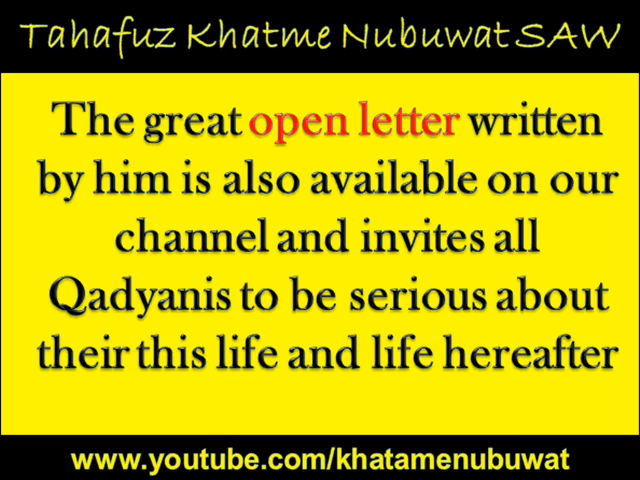 Tahafuz Khatme Nubuwat SAW
The great open letter written
by him is also available on our
channel and invites all
Qadyanis to be serious about
their this life and life hereafter
www.youtube.com/khatamenubuwat